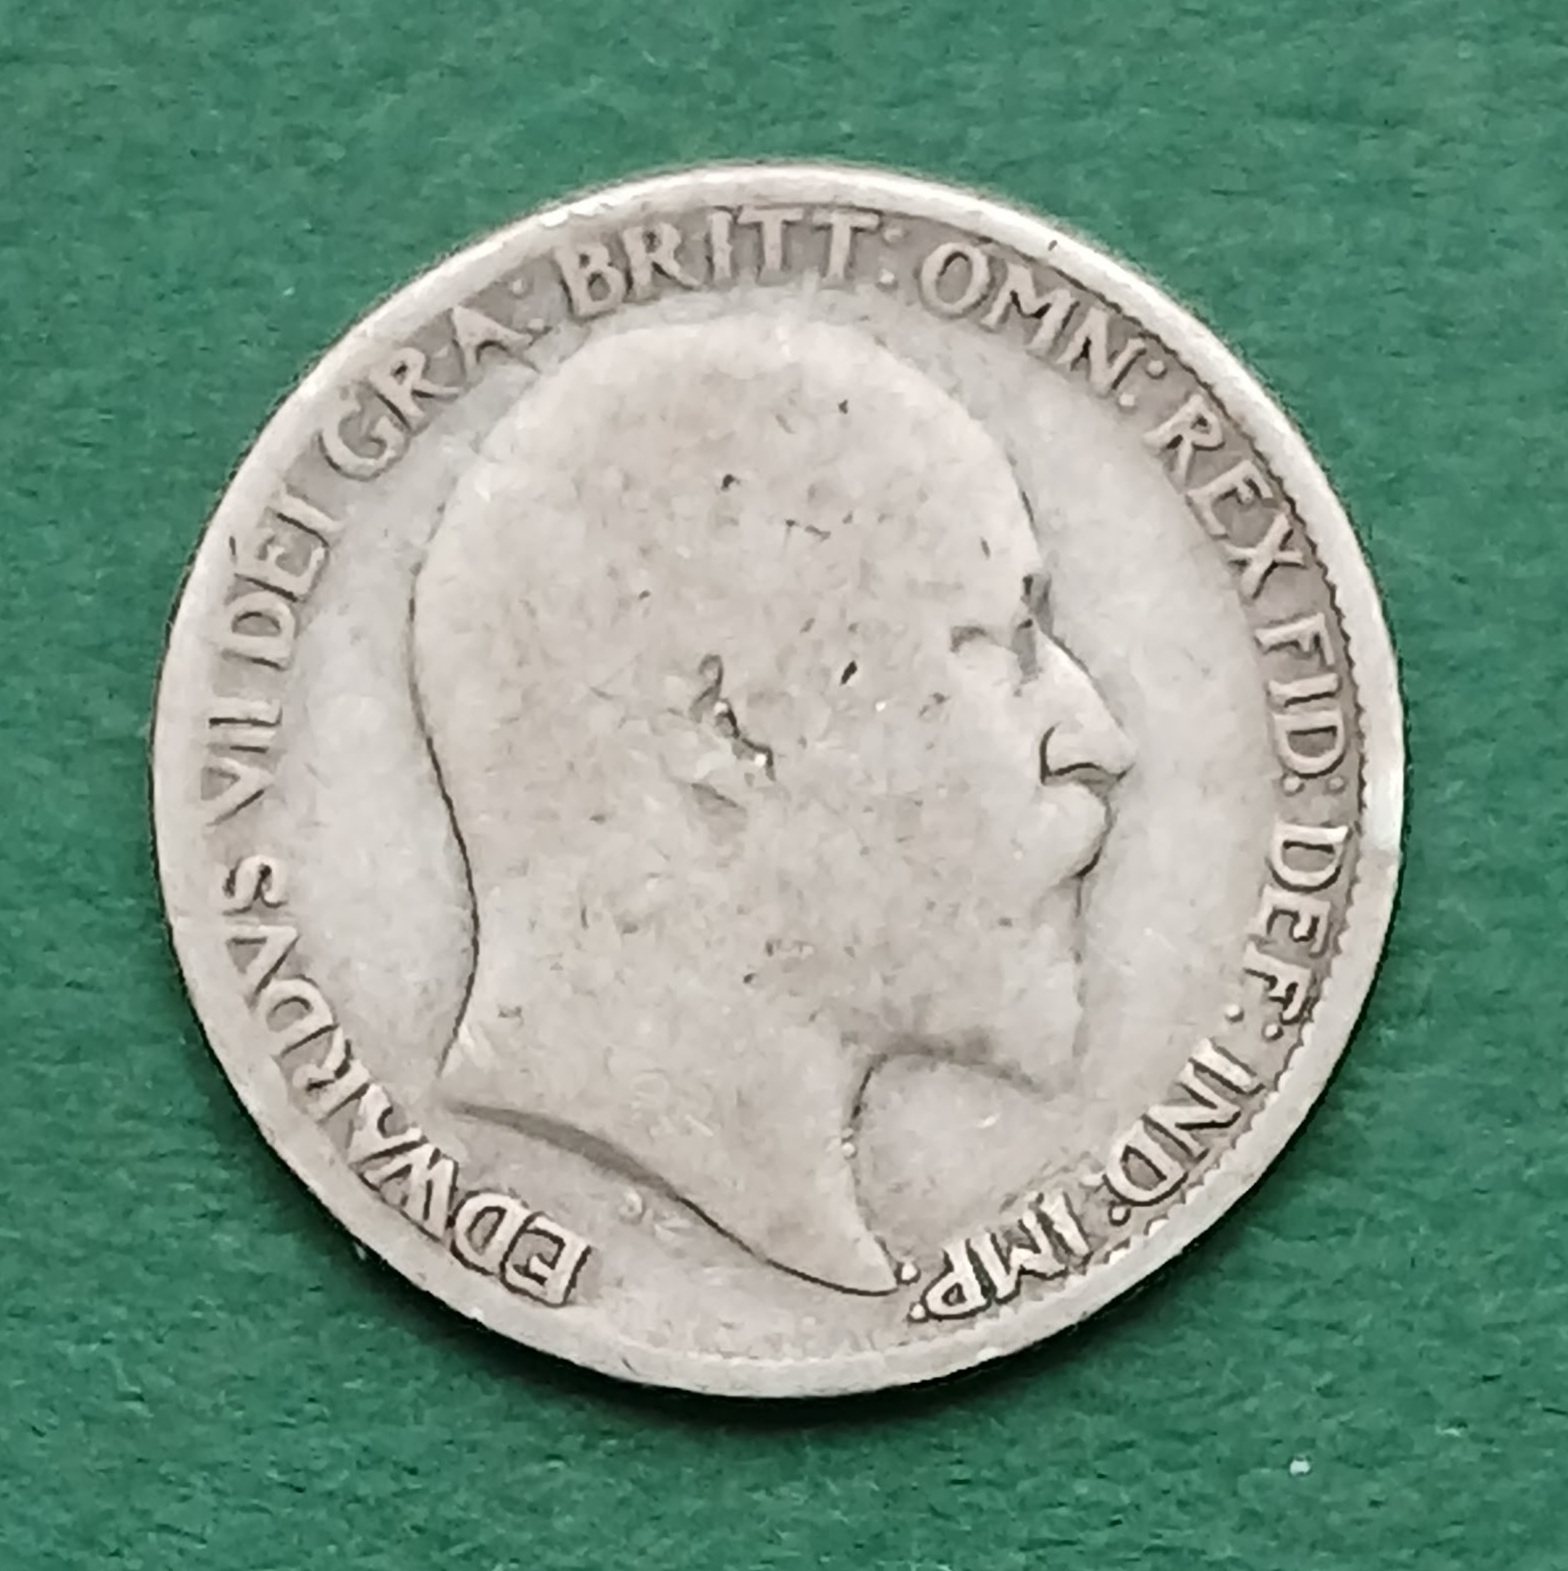 EDWARDVS VII DEI GRA: BRITT: OMN: REX FID: DEF: IND: IMP: